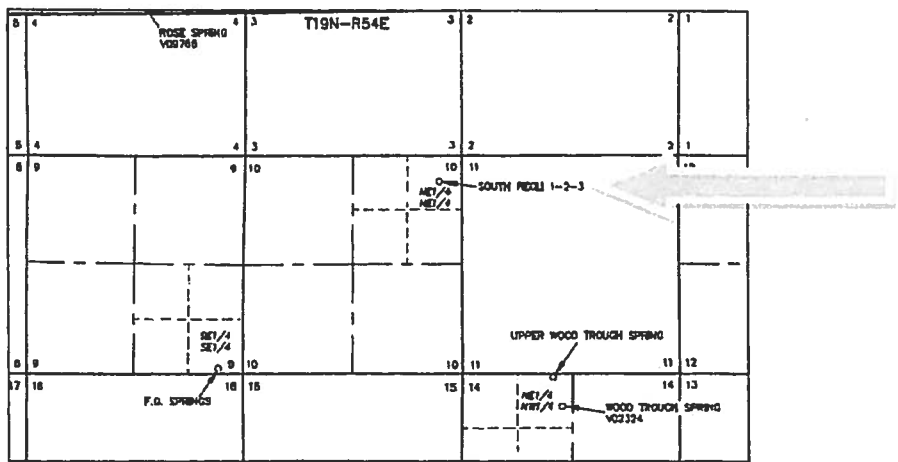 T19N-R54E
5 4 4 3 3 2 2 1
ROSE SPRING
V09766
5 4 4 3 3 2 2 1
8 9 9 10 10 11
SOUTH 1-2-3
NE1/4
NE1/4
SE1/4
SE1/4
UPPER WOOD TROUGH SPRING
8 9 9 10 10 11 11 12
17 16 16 15 15 14 14 13
F.D. SPRINGS
NE1/4
NW1/4
WOOD TROUGH SPRING
V02324